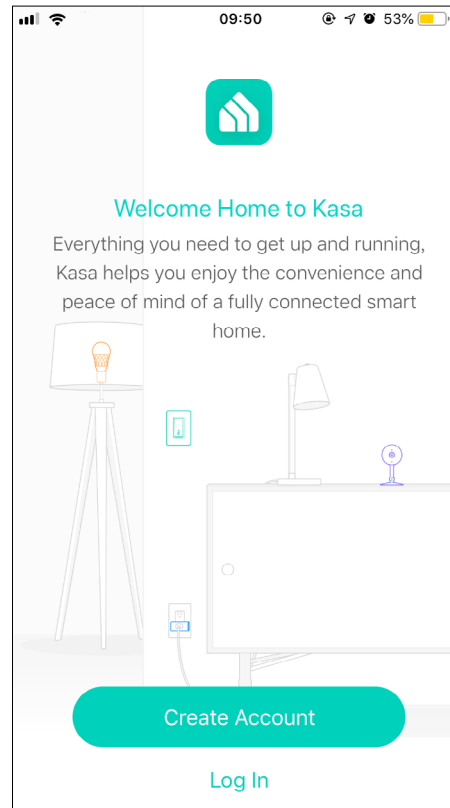 09:50 53%
Welcome Home to Kasa
Everything you need to get up and running,
Kasa helps you enjoy the convenience and
peace of mind of a fully connected smart
home.
Create Account
Log In